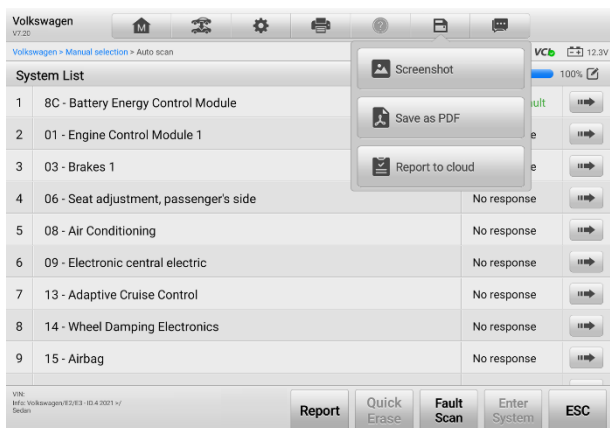 Volkswagen
V7.20
Volkswagen > Manual selection > Auto scan
VCI
12.3V
System List
100%
Screenshot
Save as PDF
Report to cloud
1 8C - Battery Energy Control Module ult
2 01 - Engine Control Module 1 e
3 03 - Brakes 1 e
4 06 - Seat adjustment, passenger's side No response
5 08 - Air Conditioning No response
6 09 - Electronic central electric No response
7 13 - Adaptive Cruise Control No response
8 14 - Wheel Damping Electronics No response
9 15 - Airbag No response
VIN:
Info: Volkswagen/E2/E3 -ID.4 2021 >/
Sedan
Report
Quick
Erase
Fault
Scan
Enter
System
ESC